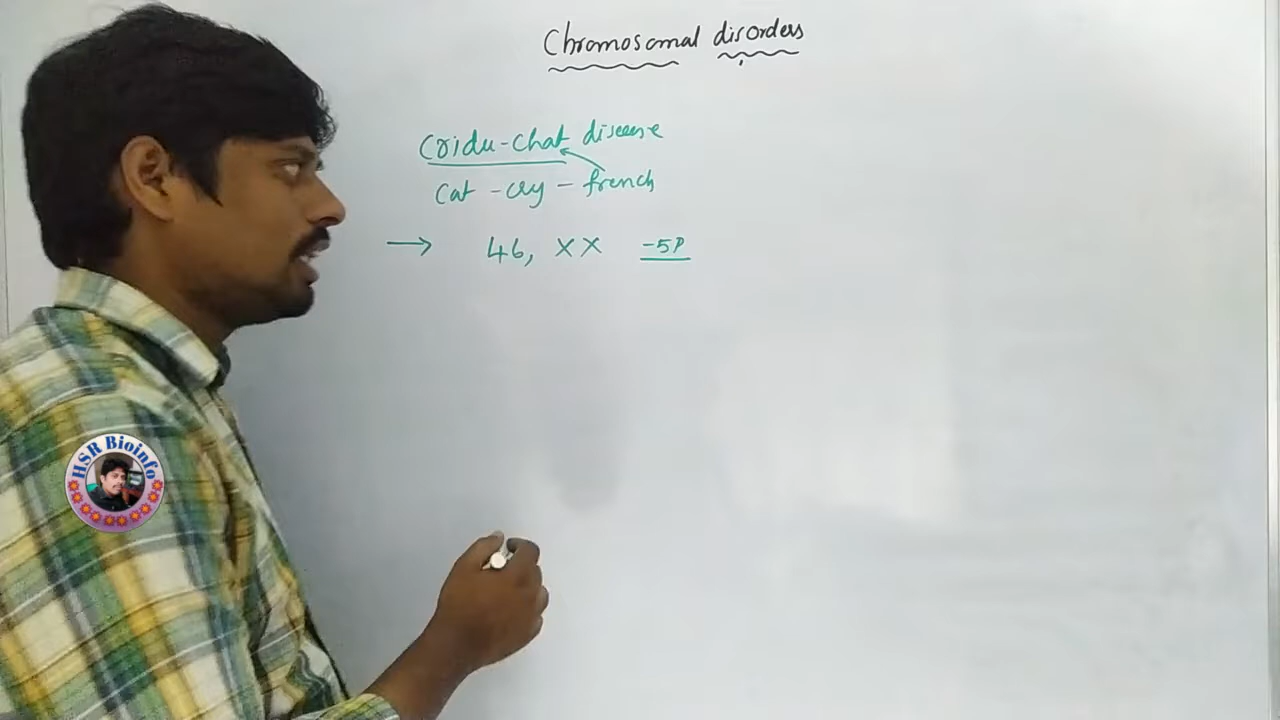 Chromosomal disorders
Cridu-Chat disease
Cat - cry - french
→ 46, XX -5P
HSR Bioinfo